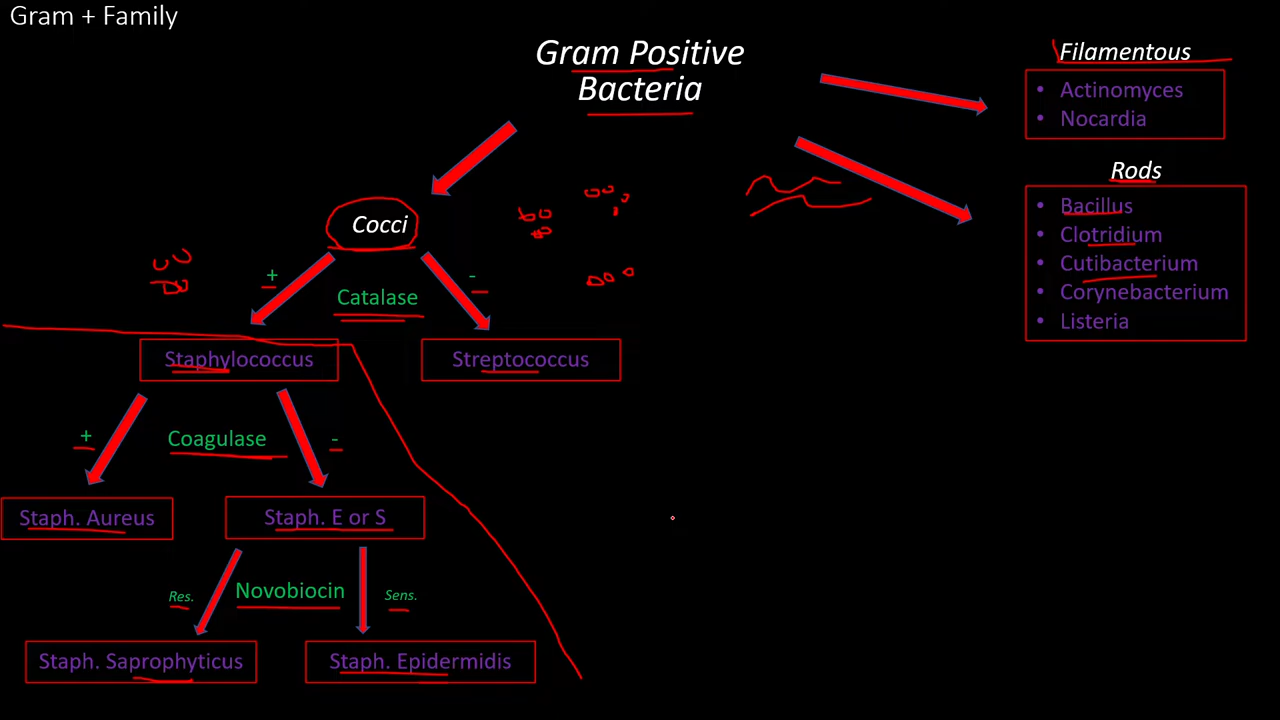 Gram + Family
Gram Positive
Bacteria
Filamentous
• Actinomyces
• Nocardia
Rods
• Bacillus
• Clotridium
• Cutibacterium
• Corynebacterium
• Listeria
Cocci
+
-
Catalase
Staphylococcus
Streptococcus
+
Coagulase
-
Staph. Aureus
Staph. E or S
Res.
Novobiocin
Sens.
Staph. Saprophyticus
Staph. Epidermidis